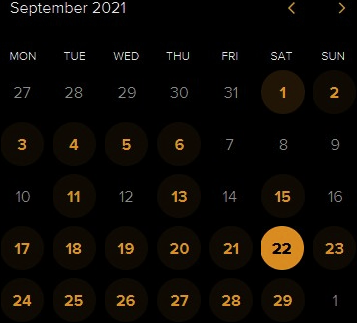 September 2021
MON TUE WED THU FRI SAT SUN
27 28 29 30 31 1 2
3 4 5 6 7 8 9
10 11 12 13 14 15 16
17 18 19 20 21 22 23
24 25 26 27 28 29 1